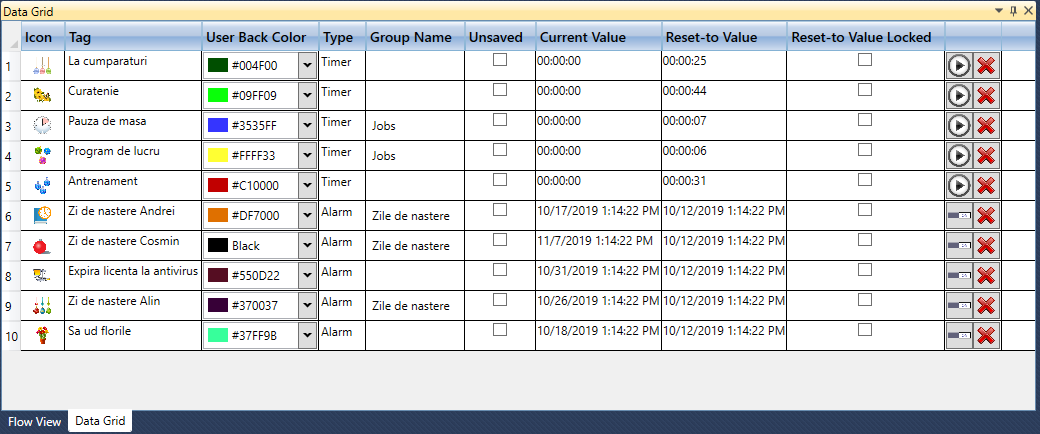 Data Grid
Icon Tag User Back Color Type Group Name Unsaved Current Value Reset-to Value Reset-to Value Locked
1 La cumparaturi #004F00 Timer 00:00:00 00:00:25
2 Curatenie #09FF09 Timer 00:00:00 00:00:44
3 Pauza de masa #3535FF Timer Jobs 00:00:00 00:00:07
4 Program de lucru #FFFF33 Timer Jobs 00:00:00 00:00:06
5 Antrenament #C10000 Timer 00:00:00 00:00:31
6 Zi de nastere Andrei #DF7000 Alarm Zile de nastere 10/17/2019 1:14:22 PM 10/12/2019 1:14:22 PM
7 Zi de nastere Cosmin Black Alarm Zile de nastere 11/7/2019 1:14:22 PM 10/12/2019 1:14:22 PM
8 Expira licenta la antivirus #550D22 Alarm 10/31/2019 1:14:22 PM 10/12/2019 1:14:22 PM
9 Zi de nastere Alin #370037 Alarm Zile de nastere 10/26/2019 1:14:22 PM 10/12/2019 1:14:22 PM
10 Sa ud florile #37FF9B Alarm 10/18/2019 1:14:22 PM 10/12/2019 1:14:22 PM
Flow View Data Grid